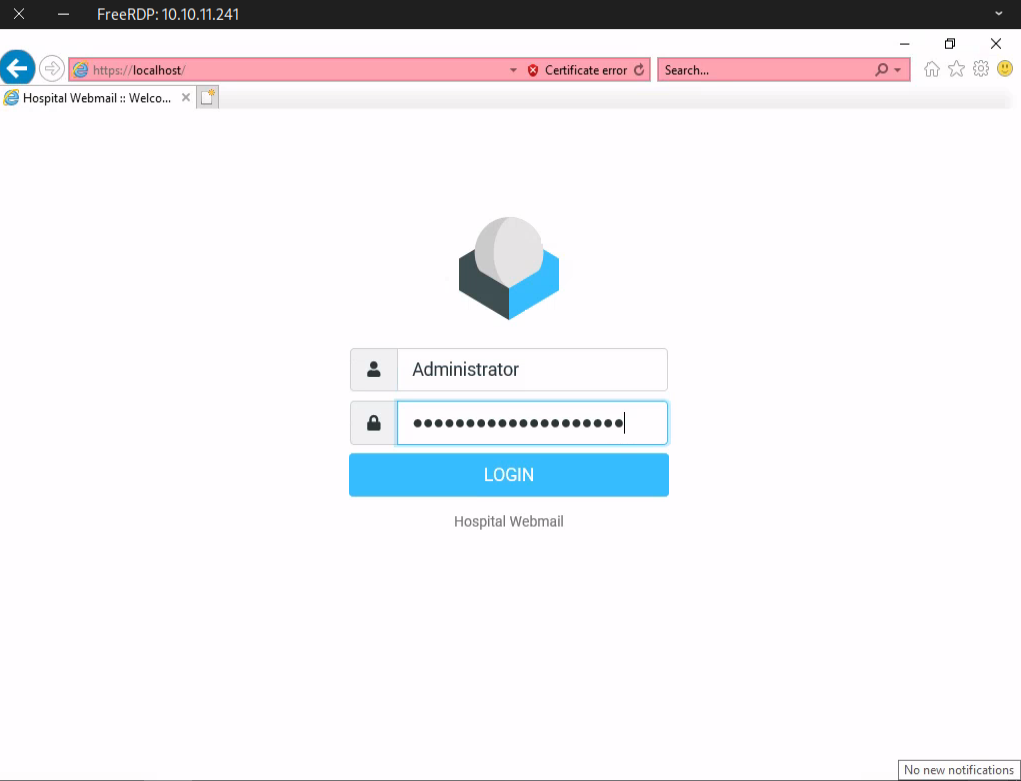 FreeRDP: 10.10.11.241
https://localhost/ Certificate error Search...
Hospital Webmail :: Welco...
Administrator
●●●●●●●●●●●●●●●●●●●●
LOGIN
Hospital Webmail
No new notifications